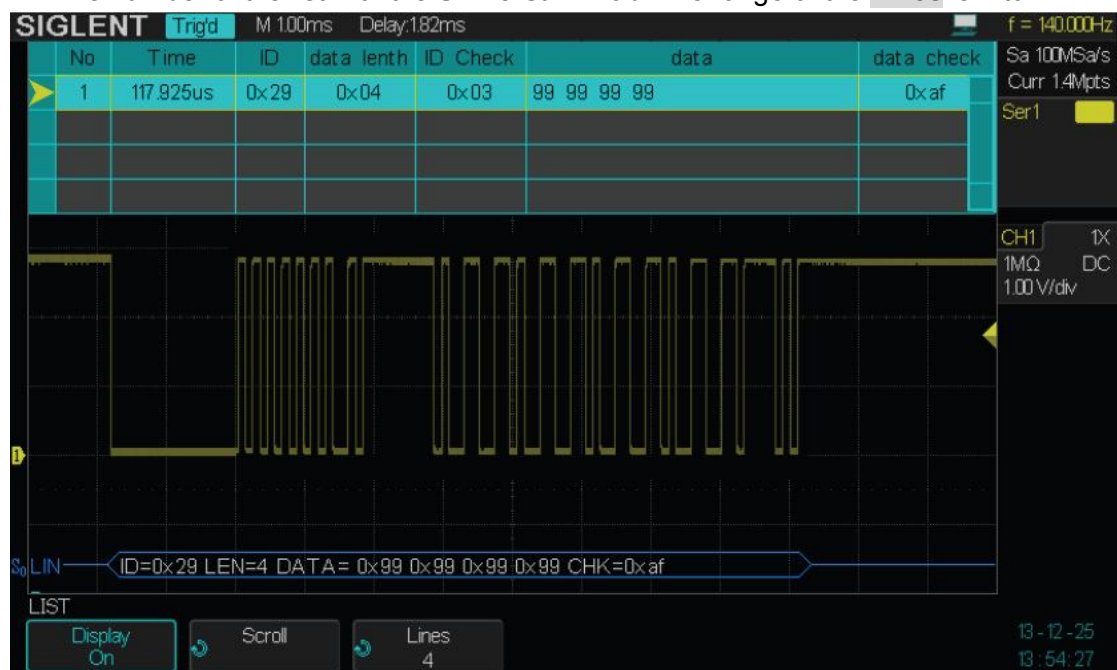 SIGLENT Trig'd M 1.00ms Delay:1.82ms f = 140.000Hz
No Time ID data lenth ID Check data data check
1 117.925us 0x29 0x04 0x03 99 99 99 99 0xaf
Sa 100MSa/s
Curr 1.4Mpts
Ser1
CH1 1X
1MΩ DC
1.00 V/div
1
S0 LIN ID=0x29 LEN=4 DATA= 0x99 0x99 0x99 0x99 CHK=0xaf
LIST
Display On Scroll Lines 4
13-12-25
13:54:27